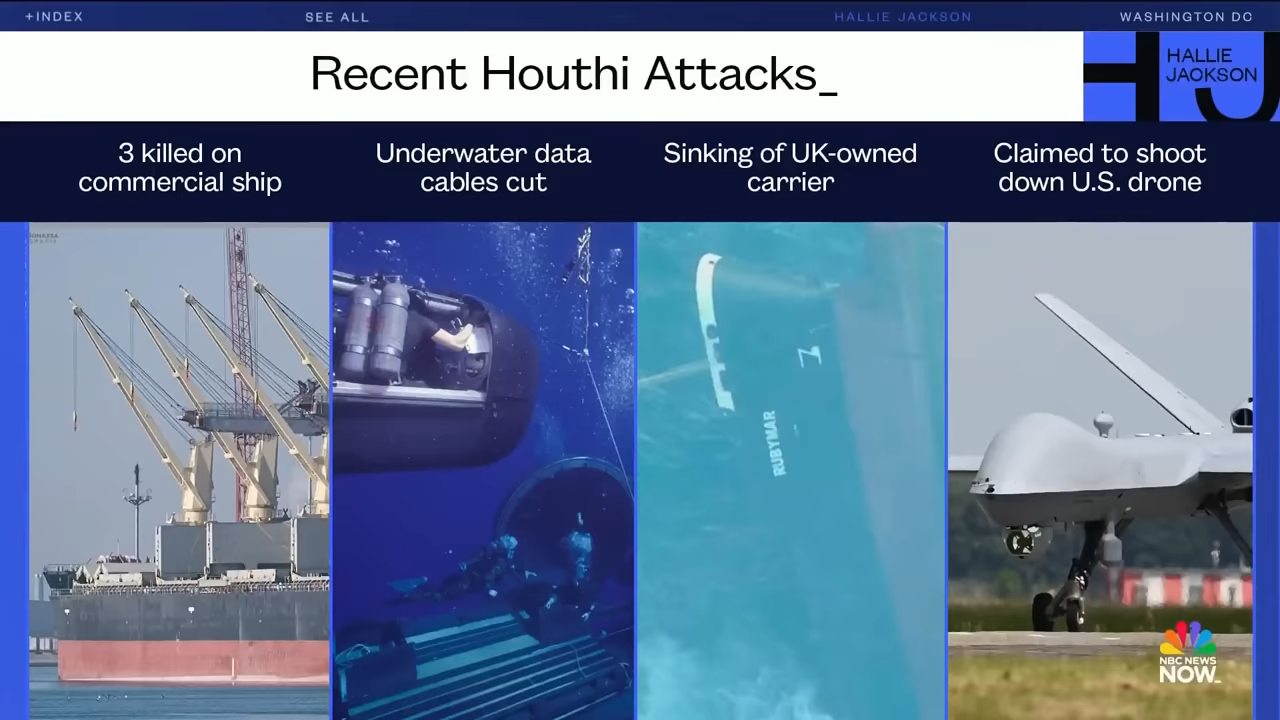 +INDEX
SEE ALL
HALLIE JACKSON
WASHINGTON DC
Recent Houthi Attacks_
HALLIE
JACKSON
3 killed on
commercial ship
Underwater data
cables cut
Sinking of UK-owned
carrier
Claimed to shoot
down U.S. drone
RUBYMAR
NBC NEWS
NOW_